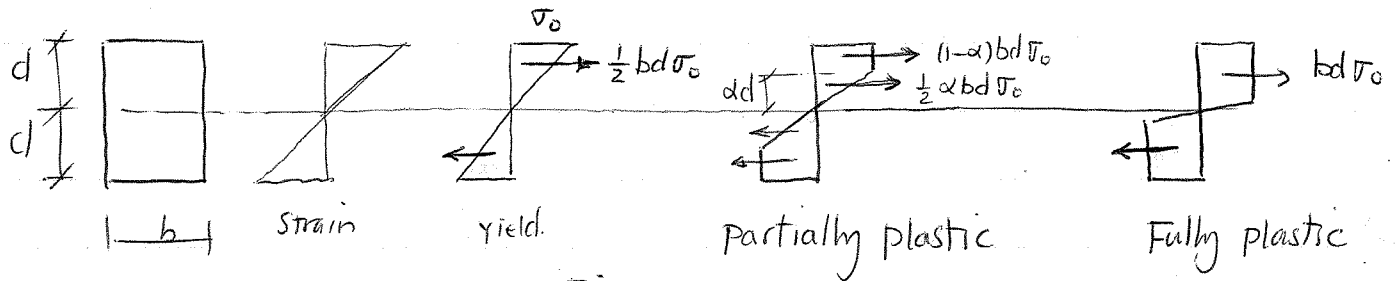 σ₀
d
d
b
½ bdσ₀
αd
(1-α)bdσ₀
½ αbdσ₀
bdσ₀
strain
yield.
partially plastic
Fully plastic